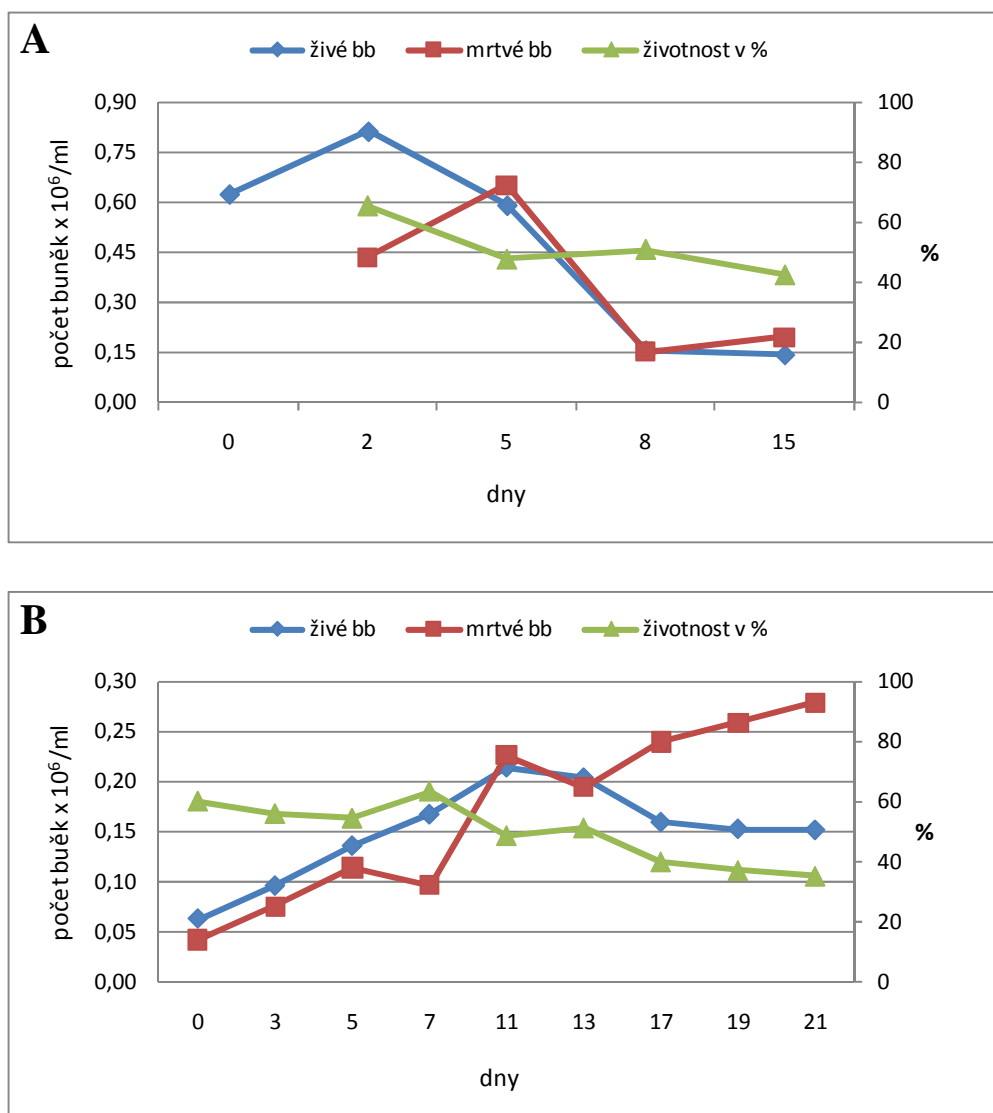 A
živé bb mrtvé bb životnost v %
0,90 100
0,75 80
0,60 60
0,45
0,30 40
0,15 20
0,00 0
počet buněk x 10⁶/ml
%
0 2 5 8 15
dny
B
živé bb mrtvé bb životnost v %
0,30 100
0,25 80
0,20 60
0,15
0,10 40
0,05 20
0,00 0
počet buěk x 10⁶/ml
%
0 3 5 7 11 13 17 19 21
dny